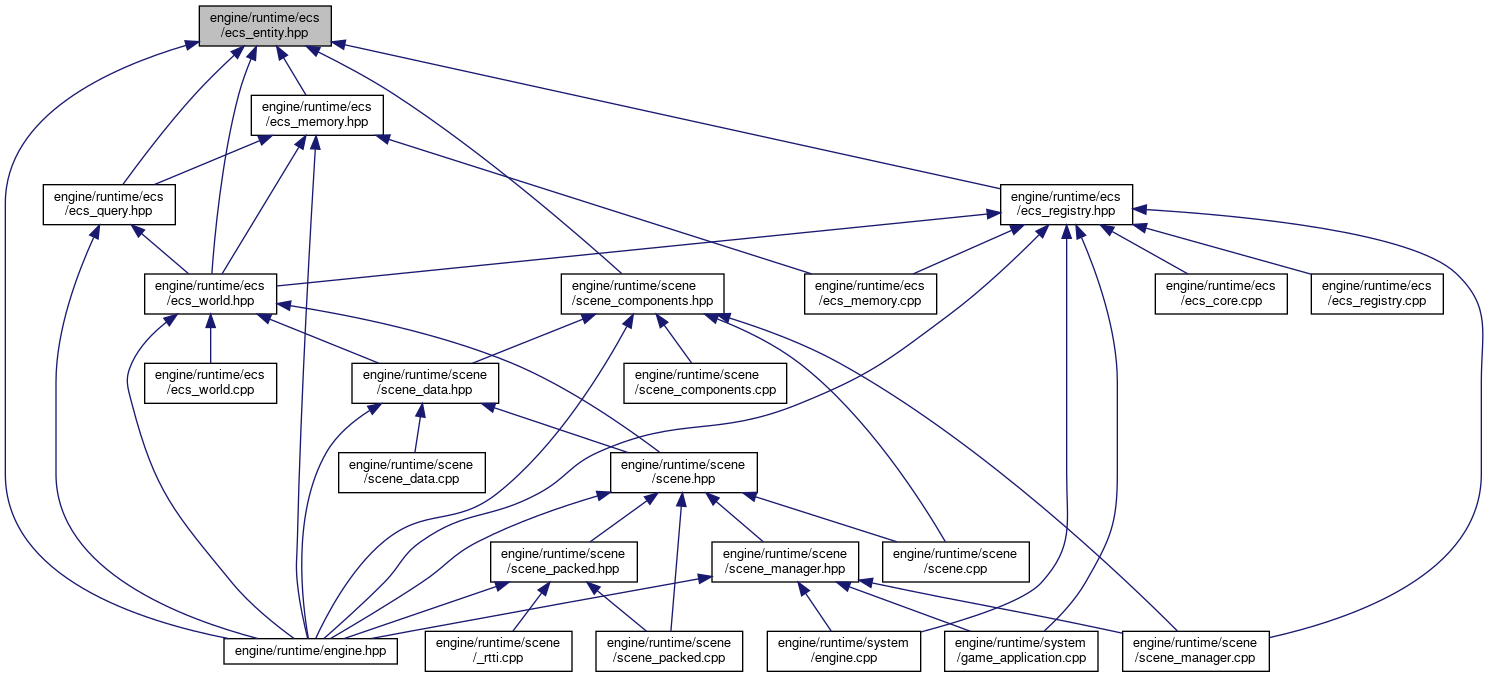 engine/runtime/ecs
/ecs_entity.hpp
engine/runtime/ecs
/ecs_memory.hpp
engine/runtime/ecs
/ecs_query.hpp
engine/runtime/ecs
/ecs_registry.hpp
engine/runtime/ecs
/ecs_world.hpp
engine/runtime/scene
/scene_components.hpp
engine/runtime/ecs
/ecs_memory.cpp
engine/runtime/ecs
/ecs_core.cpp
engine/runtime/ecs
/ecs_registry.cpp
engine/runtime/ecs
/ecs_world.cpp
engine/runtime/scene
/scene_data.hpp
engine/runtime/scene
/scene_components.cpp
engine/runtime/scene
/scene_data.cpp
engine/runtime/scene
/scene.hpp
engine/runtime/scene
/scene_packed.hpp
engine/runtime/scene
/scene_manager.hpp
engine/runtime/scene
/scene.cpp
engine/runtime/engine.hpp
engine/runtime/scene
/_rtti.cpp
engine/runtime/scene
/scene_packed.cpp
engine/runtime/system
/engine.cpp
engine/runtime/system
/game_application.cpp
engine/runtime/scene
/scene_manager.cpp